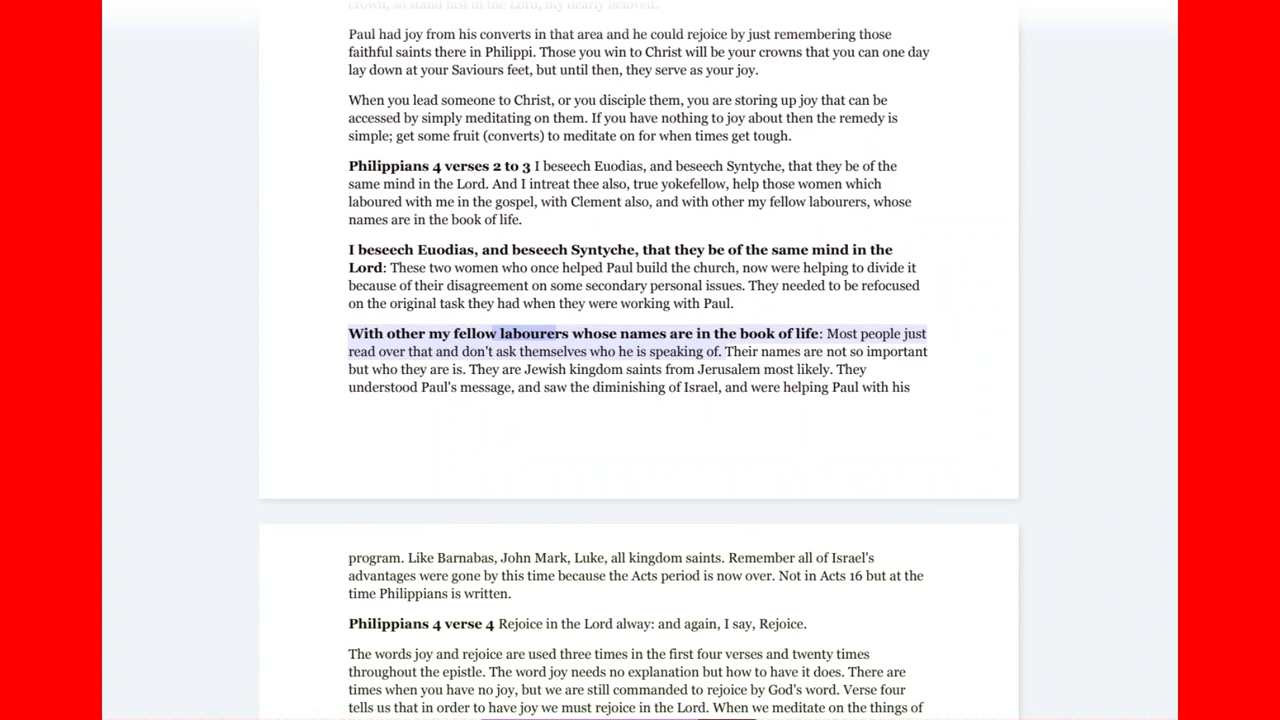 crown, so stand fast in the Lord, my dearly beloved.
Paul had joy from his converts in that area and he could rejoice by just remembering those
faithful saints there in Philippi. Those you win to Christ will be your crowns that you can one day
lay down at your Saviours feet, but until then, they serve as your joy.
When you lead someone to Christ, or you disciple them, you are storing up joy that can be
accessed by simply meditating on them. If you have nothing to joy about then the remedy is
simple; get some fruit (converts) to meditate on for when times get tough.
Philippians 4 verses 2 to 3 I beseech Euodias, and beseech Syntyche, that they be of the
same mind in the Lord. And I intreat thee also, true yokefellow, help those women which
laboured with me in the gospel, with Clement also, and with other my fellow labourers, whose
names are in the book of life.
I beseech Euodias, and beseech Syntyche, that they be of the same mind in the
Lord: These two women who once helped Paul build the church, now were helping to divide it
because of their disagreement on some secondary personal issues. They needed to be refocused
on the original task they had when they were working with Paul.
With other my fellow labourers whose names are in the book of life: Most people just
read over that and don't ask themselves who he is speaking of. Their names are not so important
but who they are is. They are Jewish kingdom saints from Jerusalem most likely. They
understood Paul's message, and saw the diminishing of Israel, and were helping Paul with his
program. Like Barnabas, John Mark, Luke, all kingdom saints. Remember all of Israel's
advantages were gone by this time because the Acts period is now over. Not in Acts 16 but at the
time Philippians is written.
Philippians 4 verse 4 Rejoice in the Lord alway: and again, I say, Rejoice.
The words joy and rejoice are used three times in the first four verses and twenty times
throughout the epistle. The word joy needs no explanation but how to have it does. There are
times when you have no joy, but we are still commanded to rejoice by God's word. Verse four
tells us that in order to have joy we must rejoice in the Lord. When we meditate on the things of